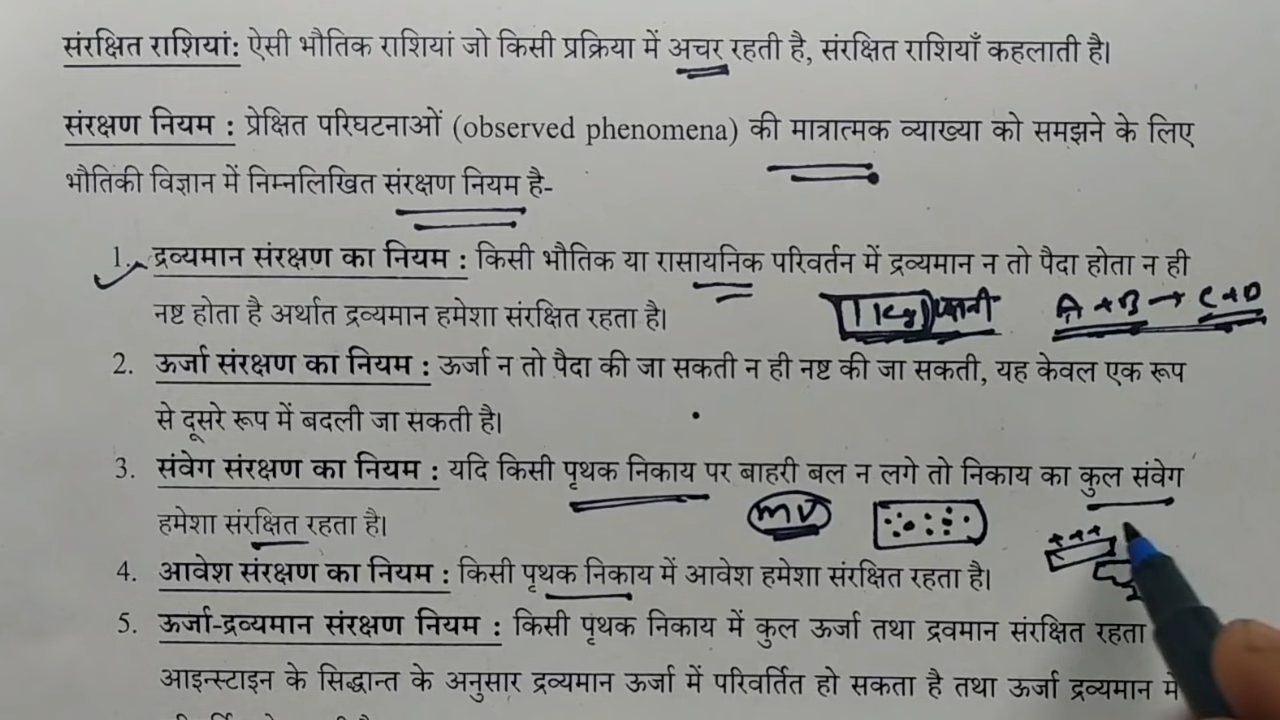 संरक्षित राशियां: ऐसी भौतिक राशियां जो किसी प्रक्रिया में अचर रहती है, संरक्षित राशियाँ कहलाती है।
संरक्षण नियम : प्रेक्षित परिघटनाओं (observed phenomena) की मात्रात्मक व्याख्या को समझने के लिए
भौतिकी विज्ञान में निम्नलिखित संरक्षण नियम है-
1. द्रव्यमान संरक्षण का नियम : किसी भौतिक या रासायनिक परिवर्तन में द्रव्यमान न तो पैदा होता न ही
नष्ट होता है अर्थात द्रव्यमान हमेशा संरक्षित रहता है।
1 Kg पानी A + B → C + D
2. ऊर्जा संरक्षण का नियम : ऊर्जा न तो पैदा की जा सकती न ही नष्ट की जा सकती, यह केवल एक रूप
से दूसरे रूप में बदली जा सकती है।
3. संवेग संरक्षण का नियम : यदि किसी पृथक निकाय पर बाहरी बल न लगे तो निकाय का कुल संवेग
हमेशा संरक्षित रहता है। mv
4. आवेश संरक्षण का नियम : किसी पृथक निकाय में आवेश हमेशा संरक्षित रहता है।
+ + +
5. ऊर्जा-द्रव्यमान संरक्षण नियम : किसी पृथक निकाय में कुल ऊर्जा तथा द्रवमान संरक्षित रहता
आइन्स्टाइन के सिद्धान्त के अनुसार द्रव्यमान ऊर्जा में परिवर्तित हो सकता है तथा ऊर्जा द्रव्यमान में